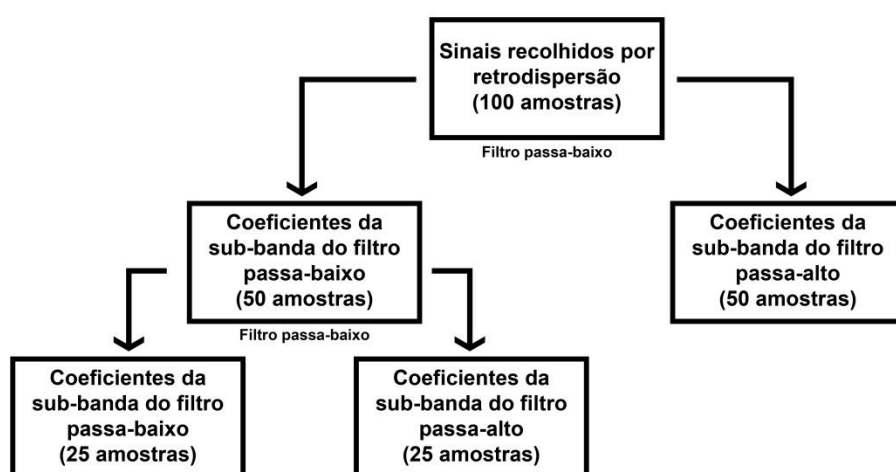 Sinais recolhidos por
retrodispersão
(100 amostras)
Filtro passa-baixo
Coeficientes da
sub-banda do filtro
passa-baixo
(50 amostras)
Filtro passa-baixo
Coeficientes da
sub-banda do filtro
passa-alto
(50 amostras)
Coeficientes da
sub-banda do filtro
passa-baixo
(25 amostras)
Coeficientes da
sub-banda do filtro
passa-alto
(25 amostras)